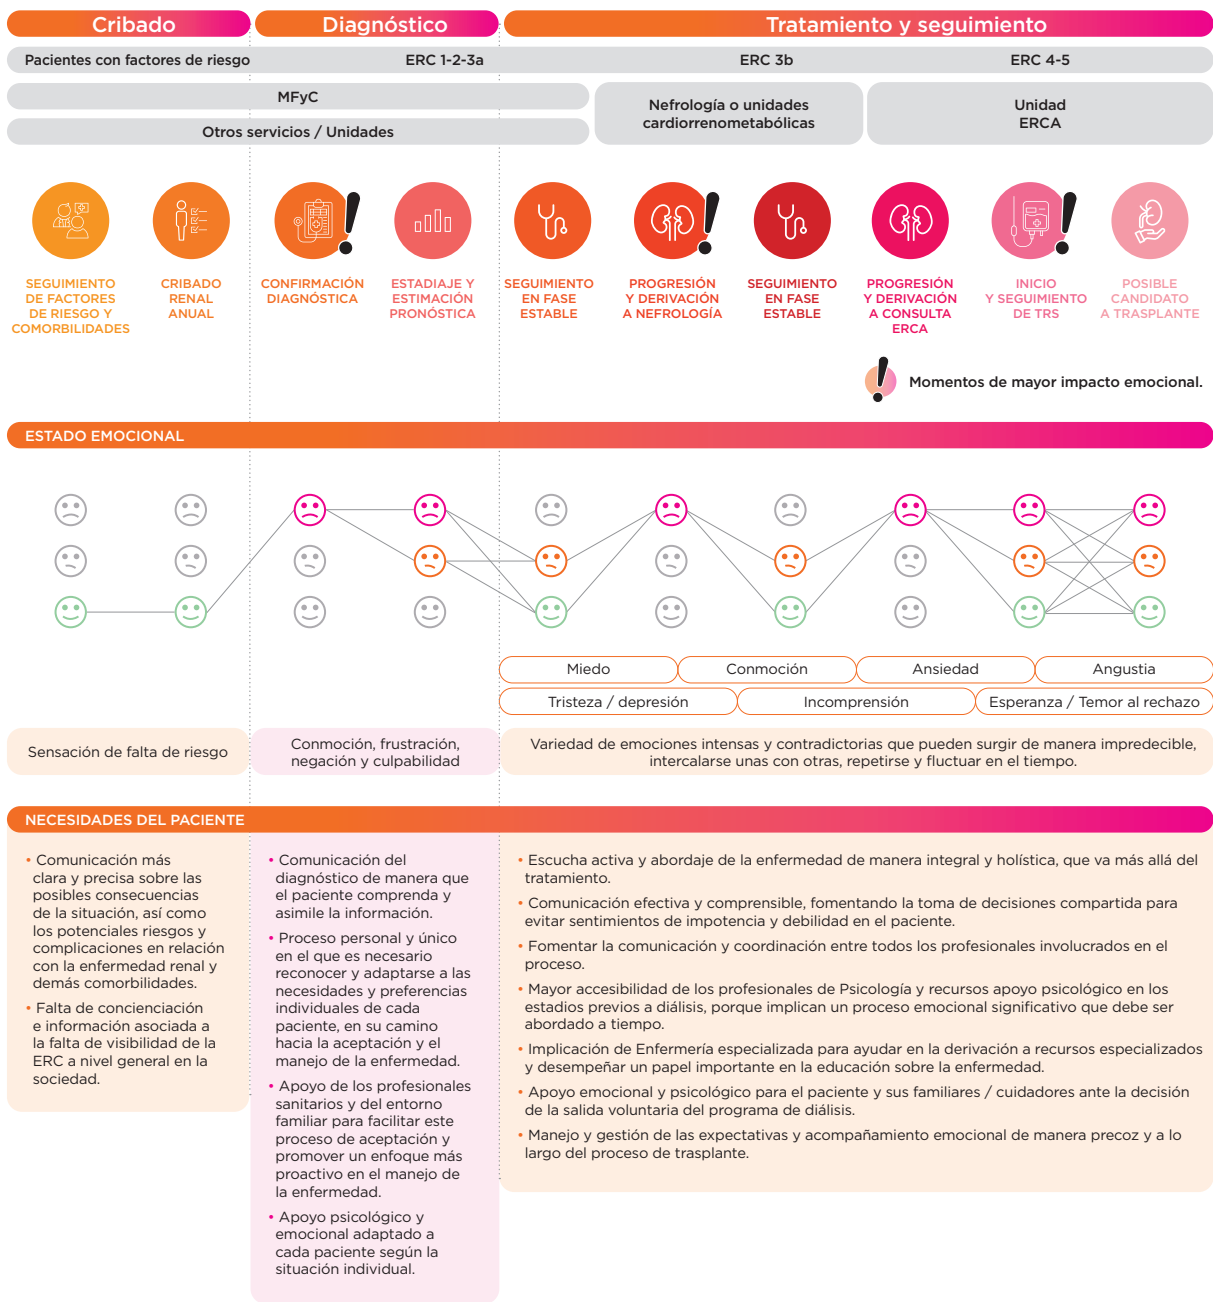 Cribado
Diagnóstico
Tratamiento y seguimiento
Pacientes con factores de riesgo
ERC 1-2-3a
ERC 3b
ERC 4-5
MFyC
Otros servicios / Unidades
Nefrología o unidades
cardiorrenometabólicas
Unidad
ERCA
SEGUIMIENTO
DE FACTORES
DE RIESGO Y
COMORBILIDADES
CRIBADO
RENAL
ANUAL
CONFIRMACIÓN
DIAGNÓSTICA
ESTADIAJE Y
ESTIMACIÓN
PRONÓSTICA
SEGUIMIENTO
EN FASE
ESTABLE
PROGRESIÓN
Y DERIVACIÓN
A NEFROLOGÍA
SEGUIMIENTO
EN FASE
ESTABLE
PROGRESIÓN
Y DERIVACIÓN
A CONSULTA
ERCA
INICIO
Y SEGUIMIENTO
DE TRS
POSIBLE
CANDIDATO
A TRASPLANTE
Momentos de mayor impacto emocional.
ESTADO EMOCIONAL
Miedo
Conmoción
Ansiedad
Angustia
Tristeza / depresión
Incomprensión
Esperanza / Temor al rechazo
Sensación de falta de riesgo
Conmoción, frustración,
negación y culpabilidad
Variedad de emociones intensas y contradictorias que pueden surgir de manera impredecible,
intercalarse unas con otras, repetirse y fluctuar en el tiempo.
NECESIDADES DEL PACIENTE
• Comunicación más
clara y precisa sobre las
posibles consecuencias
de la situación, así como
los potenciales riesgos y
complicaciones en relación
con la enfermedad renal y
demás comorbilidades.
• Falta de concienciación
e información asociada a
la falta de visibilidad de la
ERC a nivel general en la
sociedad.
• Comunicación del
diagnóstico de manera que
el paciente comprenda y
asimile la información.
• Proceso personal y único
en el que es necesario
reconocer y adaptarse a las
necesidades y preferencias
individuales de cada
paciente, en su camino
hacia la aceptación y el
manejo de la enfermedad.
• Apoyo de los profesionales
sanitarios y del entorno
familiar para facilitar este
proceso de aceptación y
promover un enfoque más
proactivo en el manejo de
la enfermedad.
• Apoyo psicológico y
emocional adaptado a
cada paciente según la
situación individual.
• Escucha activa y abordaje de la enfermedad de manera integral y holística, que va más allá del
tratamiento.
• Comunicación efectiva y comprensible, fomentando la toma de decisiones compartida para
evitar sentimientos de impotencia y debilidad en el paciente.
• Fomentar la comunicación y coordinación entre todos los profesionales involucrados en el
proceso.
• Mayor accesibilidad de los profesionales de Psicología y recursos apoyo psicológico en los
estadios previos a diálisis, porque implican un proceso emocional significativo que debe ser
abordado a tiempo.
• Implicación de Enfermería especializada para ayudar en la derivación a recursos especializados
y desempeñar un papel importante en la educación sobre la enfermedad.
• Apoyo emocional y psicológico para el paciente y sus familiares / cuidadores ante la decisión
de la salida voluntaria del programa de diálisis.
• Manejo y gestión de las expectativas y acompañamiento emocional de manera precoz y a lo
largo del proceso de trasplante.